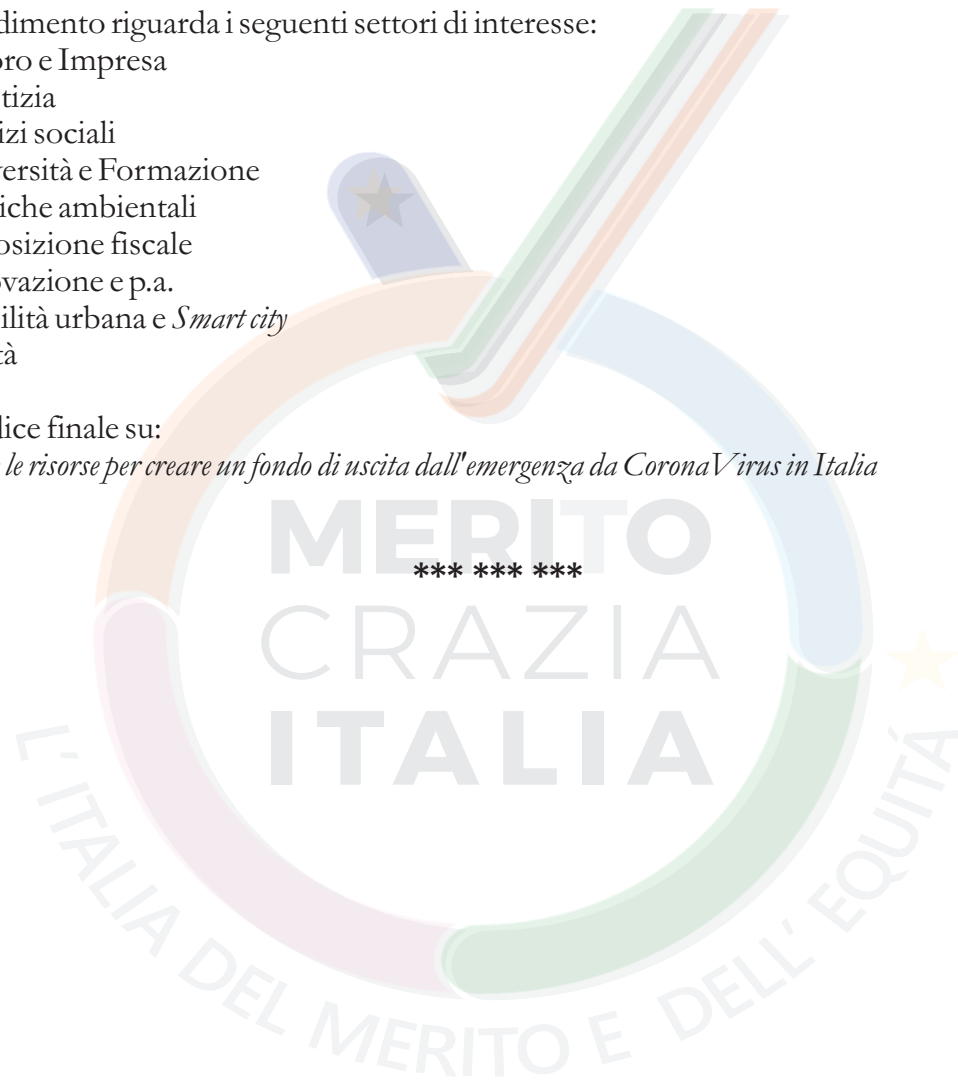 dimento riguarda i seguenti settori di interesse:
oro e Impresa
tizia
izi sociali
versità e Formazione
iche ambientali
osizione fiscale
ovazione e p.a.
ilità urbana e Smart city
tà
dice finale su:
le risorse per creare un fondo di uscita dall'emergenza da CoronaVirus in Italia
*** *** ***
MERITO
CRAZIA
ITALIA
L' ITALIA DEL MERITO E DELL' EQUITÁ